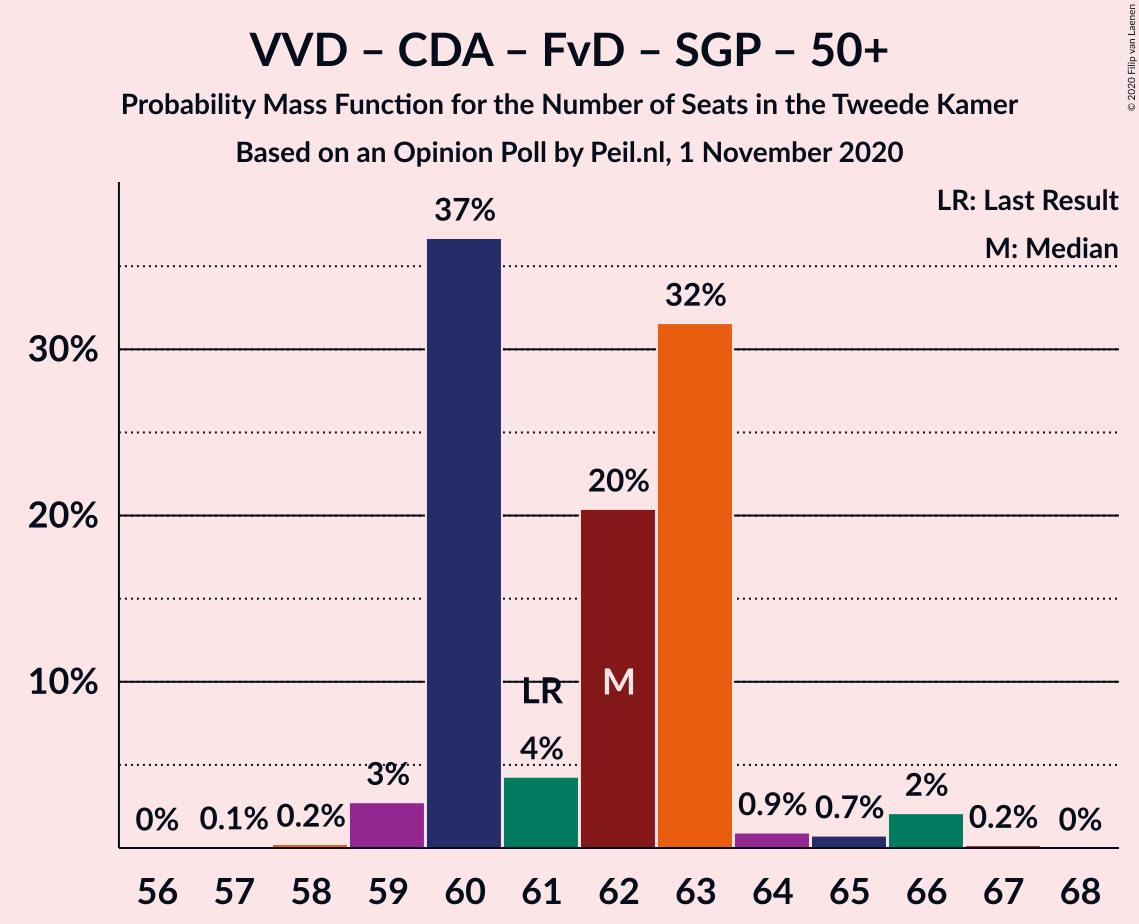 VVD – CDA – FvD – SGP – 50+
Probability Mass Function for the Number of Seats in the Tweede Kamer
Based on an Opinion Poll by Peil.nl, 1 November 2020
© 2020 Filip van Laenen
LR: Last Result
M: Median
37%
32%
30%
20%
20%
10%
LR
M
4%
3%
2%
0%
0.1%
0.2%
0.9%
0.7%
0.2%
0%
56 57 58 59 60 61 62 63 64 65 66 67 68